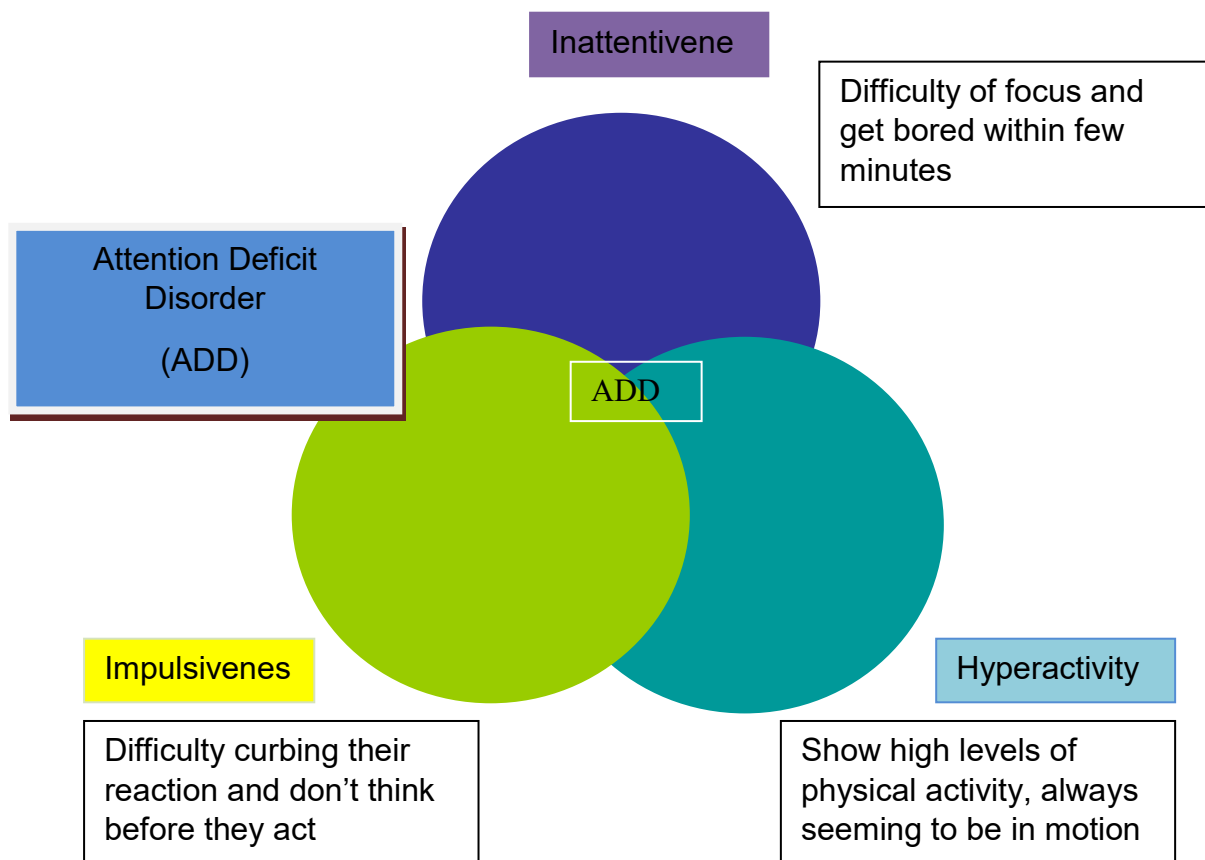 Inattentivene
Difficulty of focus and
get bored within few
minutes
Attention Deficit
Disorder
(ADD)
ADD
Impulsivenes
Difficulty curbing their
reaction and don’t think
before they act
Hyperactivity
Show high levels of
physical activity, always
seeming to be in motion